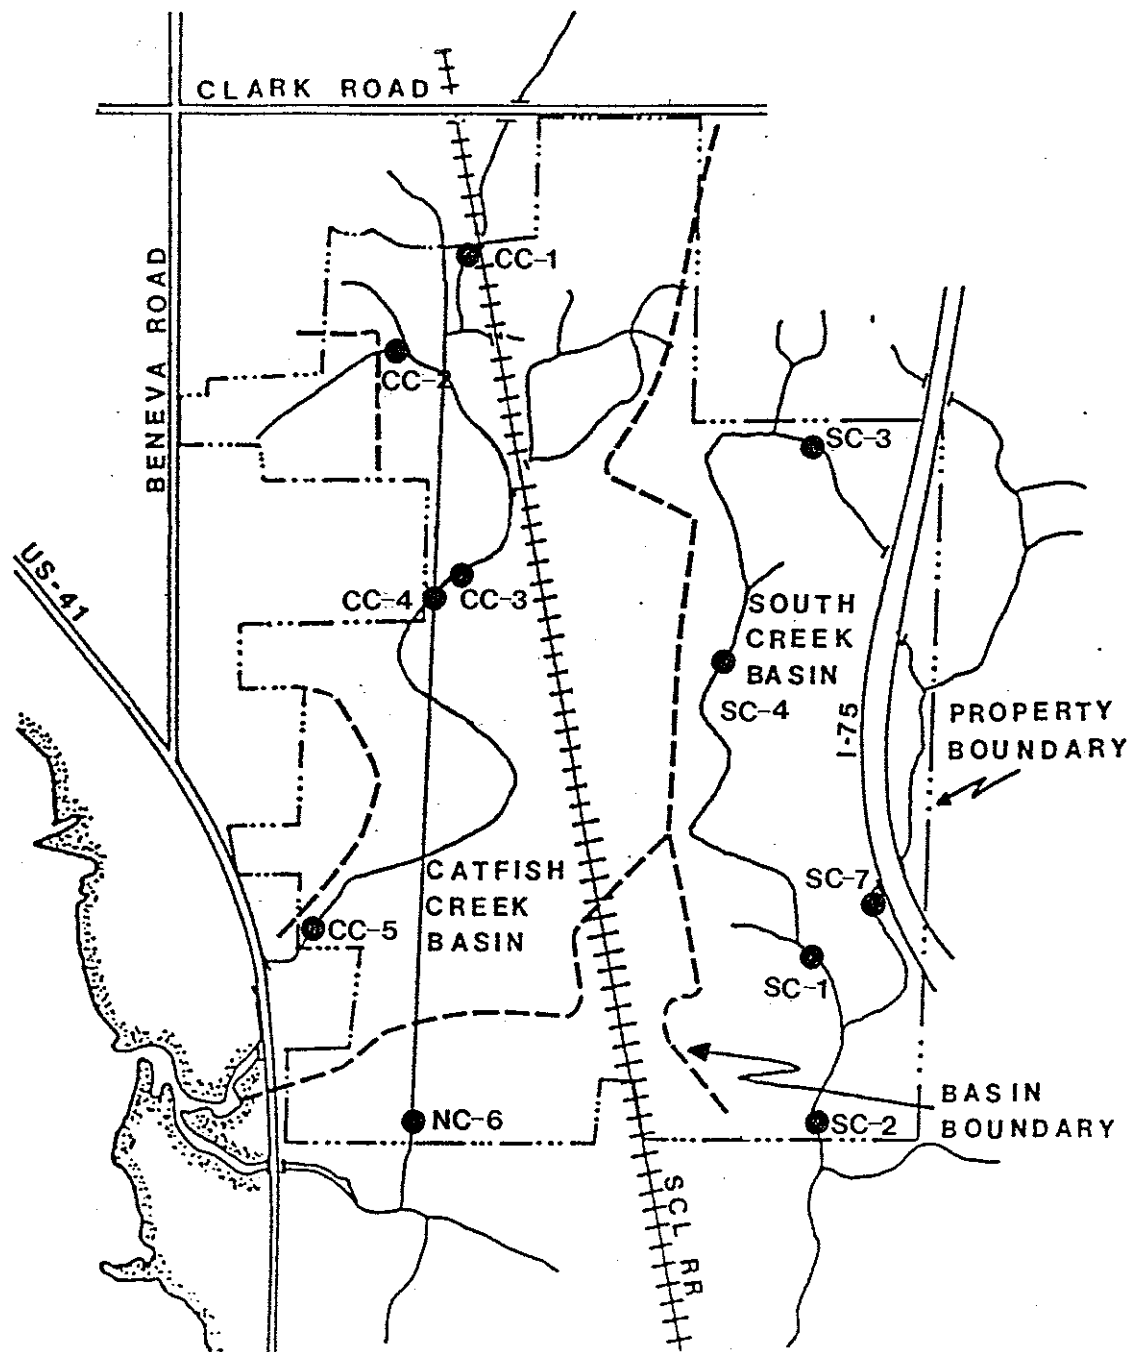 CLARK ROAD
BENEVA ROAD
CC-1
CC-2
SC-3
US-41
CC-4
CC-3
SOUTH
CREEK
BASIN
SC-4
I-75
PROPERTY
BOUNDARY
CATFISH
CREEK
BASIN
SC-7
CC-5
SC-1
BASIN
BOUNDARY
NC-6
SC-2
SCL RR